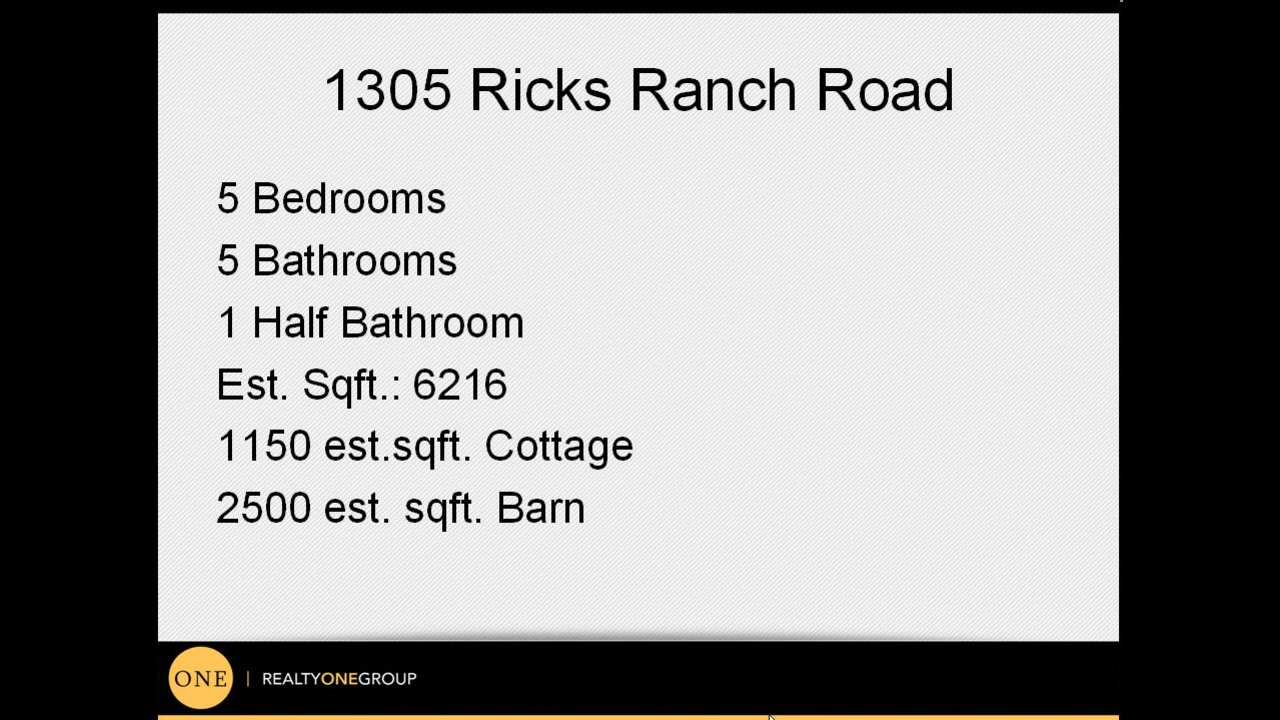 1305 Ricks Ranch Road
5 Bedrooms
5 Bathrooms
1 Half Bathroom
Est. Sqft.: 6216
1150 est.sqft. Cottage
2500 est. sqft. Barn
ONE | REALTYONEGROUP